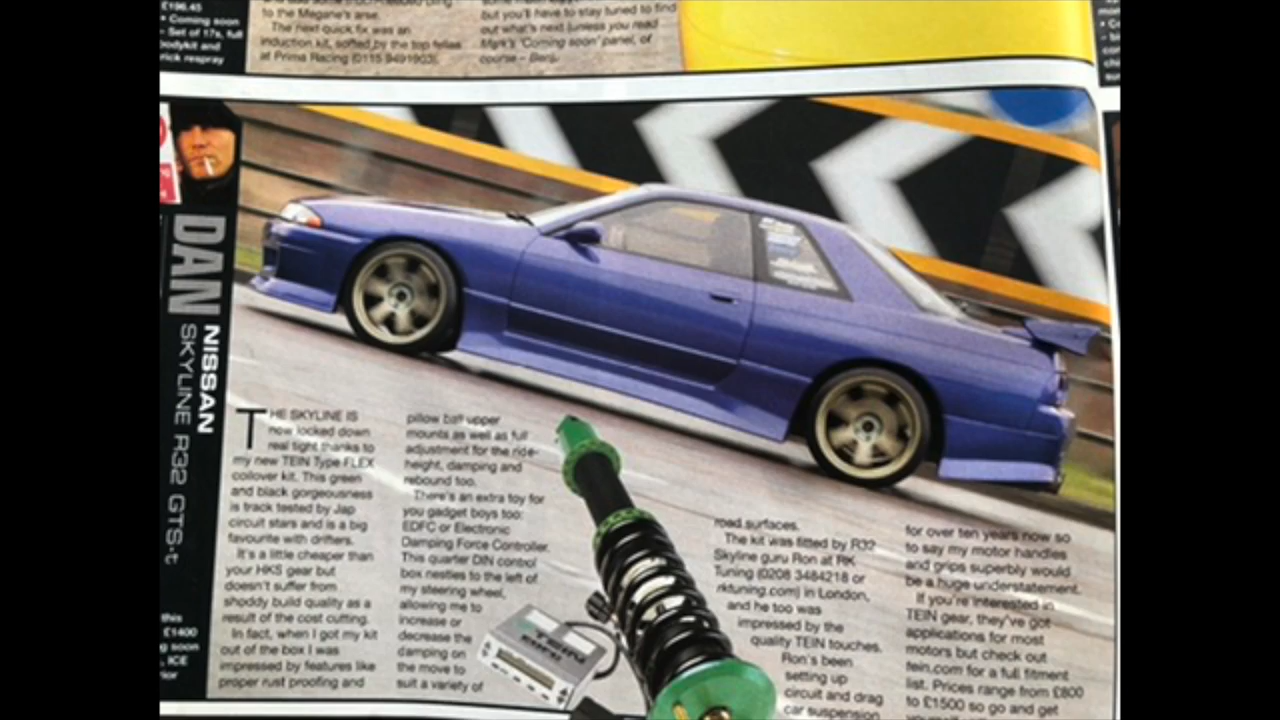 £196.45
• Coming soon
- Set of 17s, full
bodykit and
to the Megane's arse.
The next quick fix was an
induction kit, sorted by the top fellas
at Prima Racing (0115 9491903).
but you'll have to stay tuned to find
out what's next (unless you read
Mark's 'Coming soon' panel, of
course – Ben).
DAN
NISSAN
SKYLINE R32 GTS-t
THE SKYLINE IS
now locked down
real tight thanks to
my new TEIN Type FLEX
coilover kit. This green
and black gorgeousness
is track tested by Jap
circuit stars and is a big
favourite with drifters.
It's a little cheaper than
your HKS gear but
doesn't suffer from
shoddy build quality as a
result of the cost cutting.
In fact, when I got my kit
out of the box I was
impressed by features like
proper rust proofing and
pillow ball upper
mounts as well as full
adjustment for the ride-
height, damping and
rebound too.
There's an extra toy for
you gadget boys too:
EDFC or Electronic
Damping Force Controller.
This quarter DIN control
box nestles to the left of
my steering wheel,
allowing me to
increase or
decrease the
damping on
the move to
suit a variety of
road surfaces.
The kit was fitted by R32
Skyline guru Ron at RK
Tuning (0208 3484218 or
rktuning.com) in London,
and he too was
impressed by the
quality TEIN touches.
Ron's been
setting up
circuit and drag
car suspension
for over ten years now so
to say my motor handles
and grips superbly would
be a huge understatement.
If you're interested in
TEIN gear, they've got
applications for most
motors but check out
tein.com for a full fitment
list. Prices range from £800
to £1500 so go and get
this
£1400
soon
ICE
TEIN
EDFC